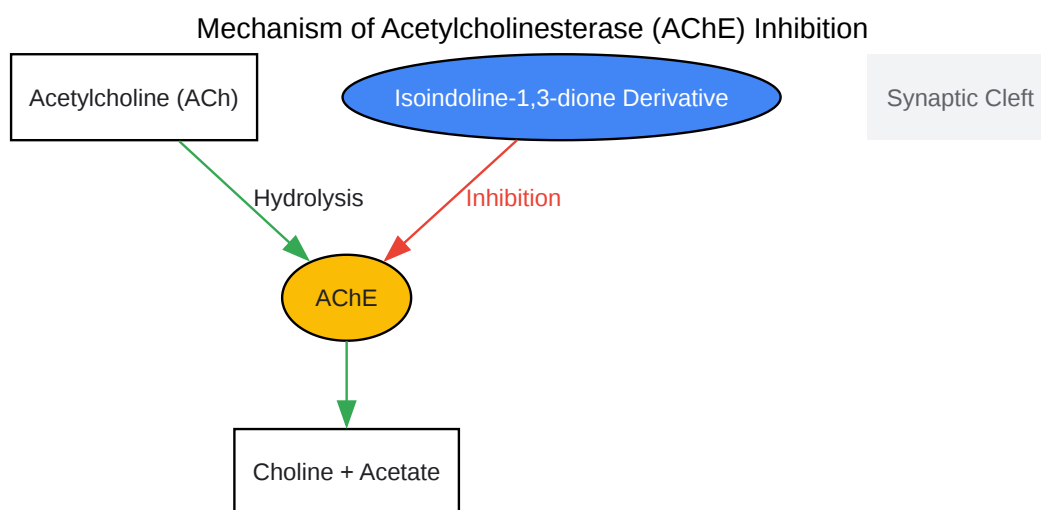 Mechanism of Acetylcholinesterase (AChE) Inhibition
Acetylcholine (ACh)
Isoindoline-1,3-dione Derivative
Synaptic Cleft
Hydrolysis
Inhibition
AChE
Choline + Acetate